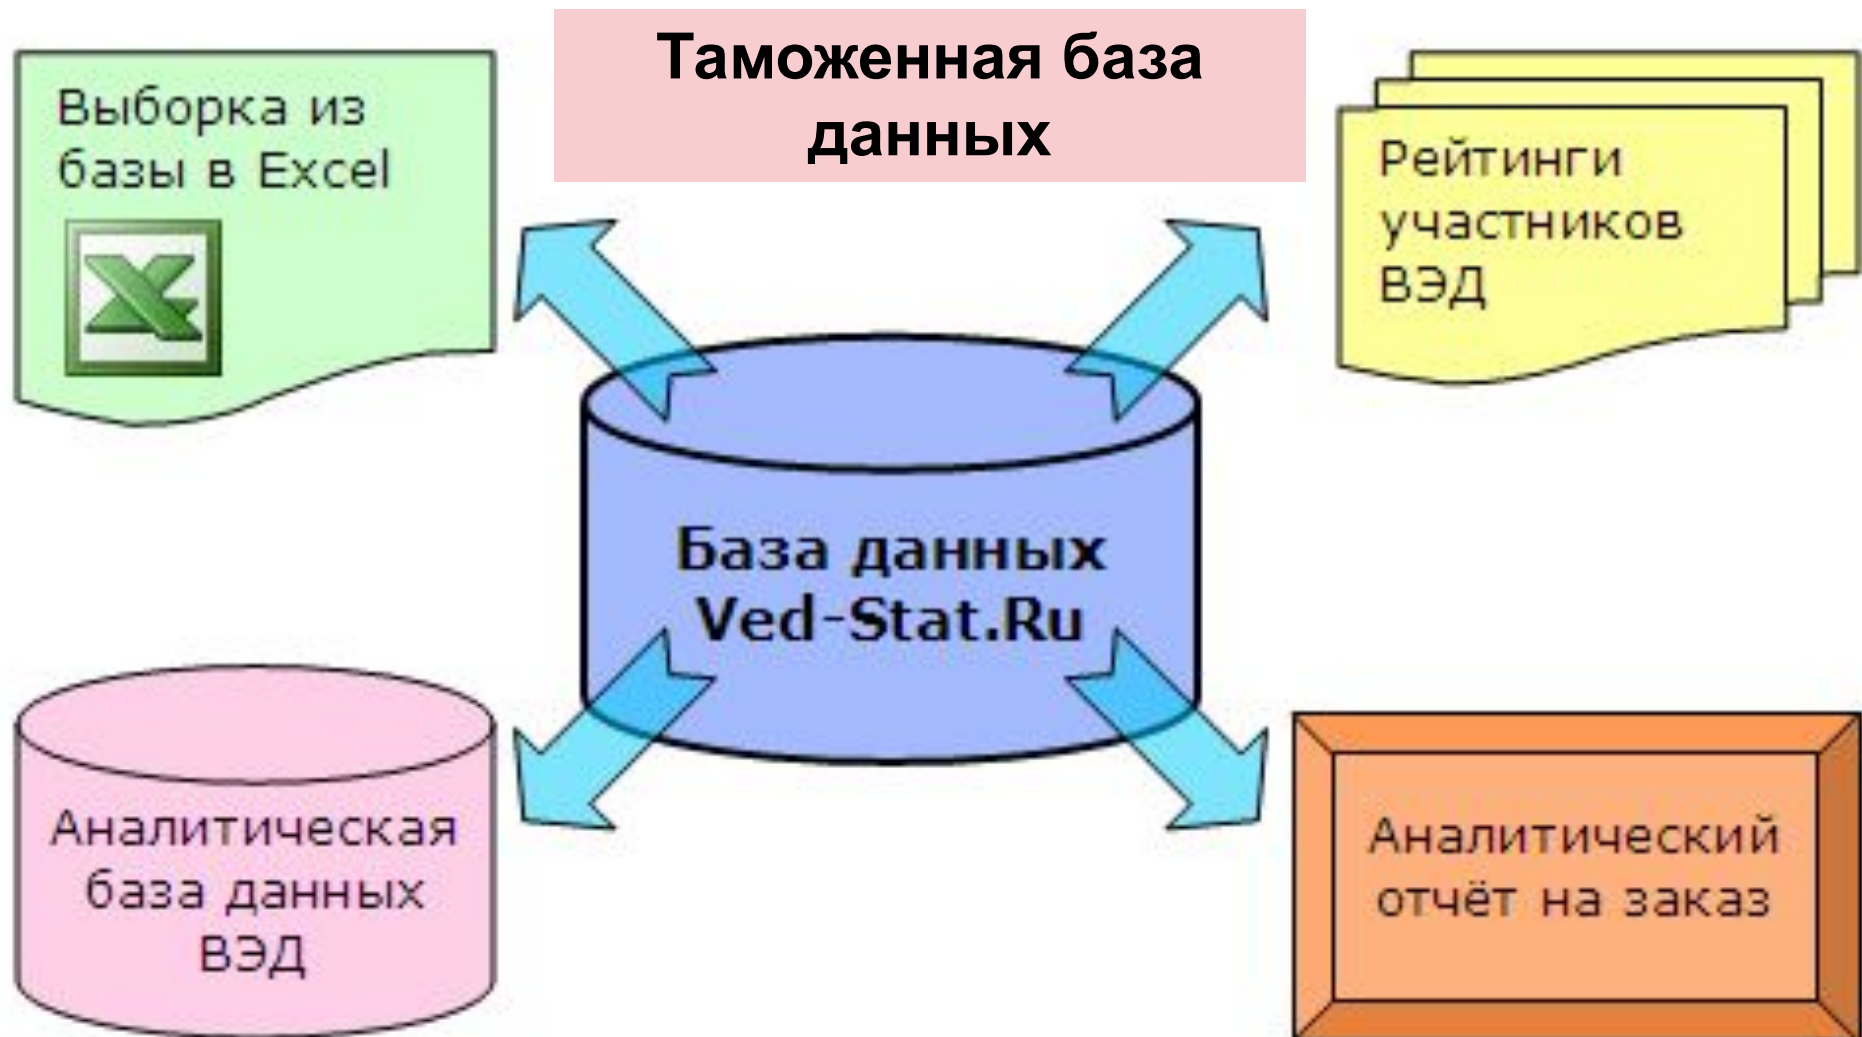 Таможенная база
данных
Выборка из
базы в Excel
Рейтинги
участников
ВЭД
База данных
Ved-Stat.Ru
Аналитическая
база данных
ВЭД
Аналитический
отчёт на заказ